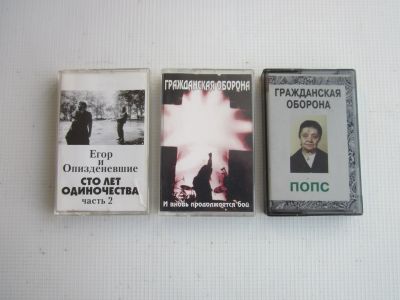 Егор
и
Опизденевшие
СТО ЛЕТ
ОДИНОЧЕСТВА
часть 2
ГРАЖДАНСКАЯ ОБОРОНА
И вновь продолжается бой
ГРАЖДАНСКАЯ
ОБОРОНА
ПОПС